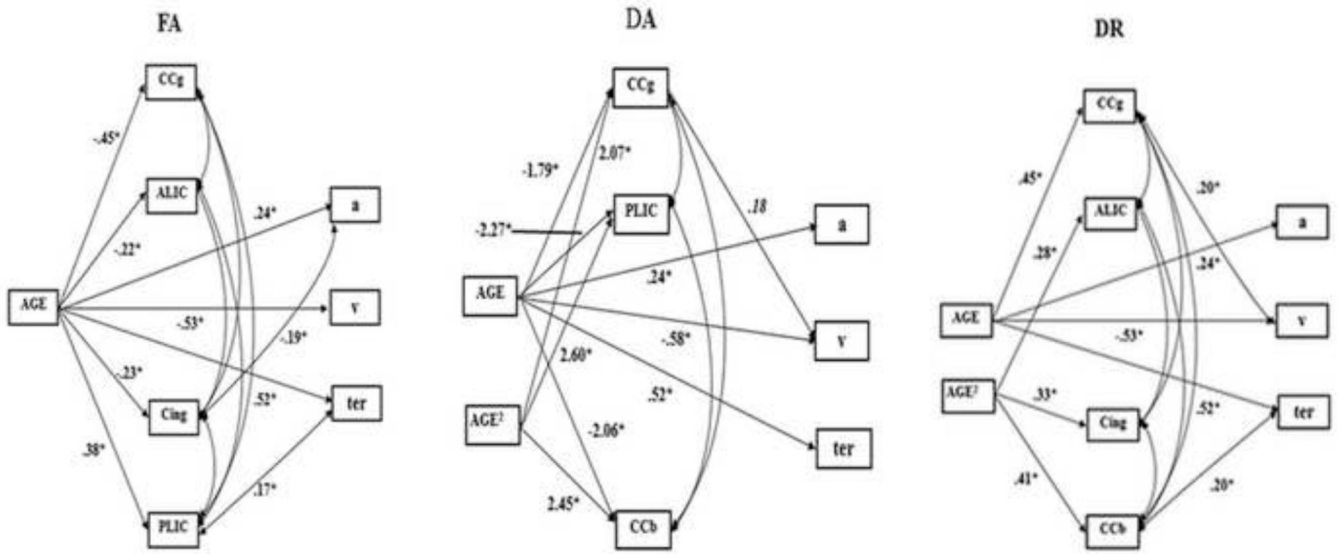 FA
CCg
-.45*
ALIC
-.22*
.24*
a
AGE
v
-.53*
-.19*
-.23*
Cing
.52*
ter
.38*
.17*
PLIC
DA
CCg
-1.79*
2.07*
PLIC
.18
-2.27*
a
.24*
AGE
-.58*
v
2.60*
.52*
AGE²
-2.06*
ter
2.45*
CCb
DR
CCg
.45*
.20*
ALIC
a
.28*
.24*
AGE
v
-.53*
AGE²
.33*
Cing
.52*
ter
.41*
.20*
CCb